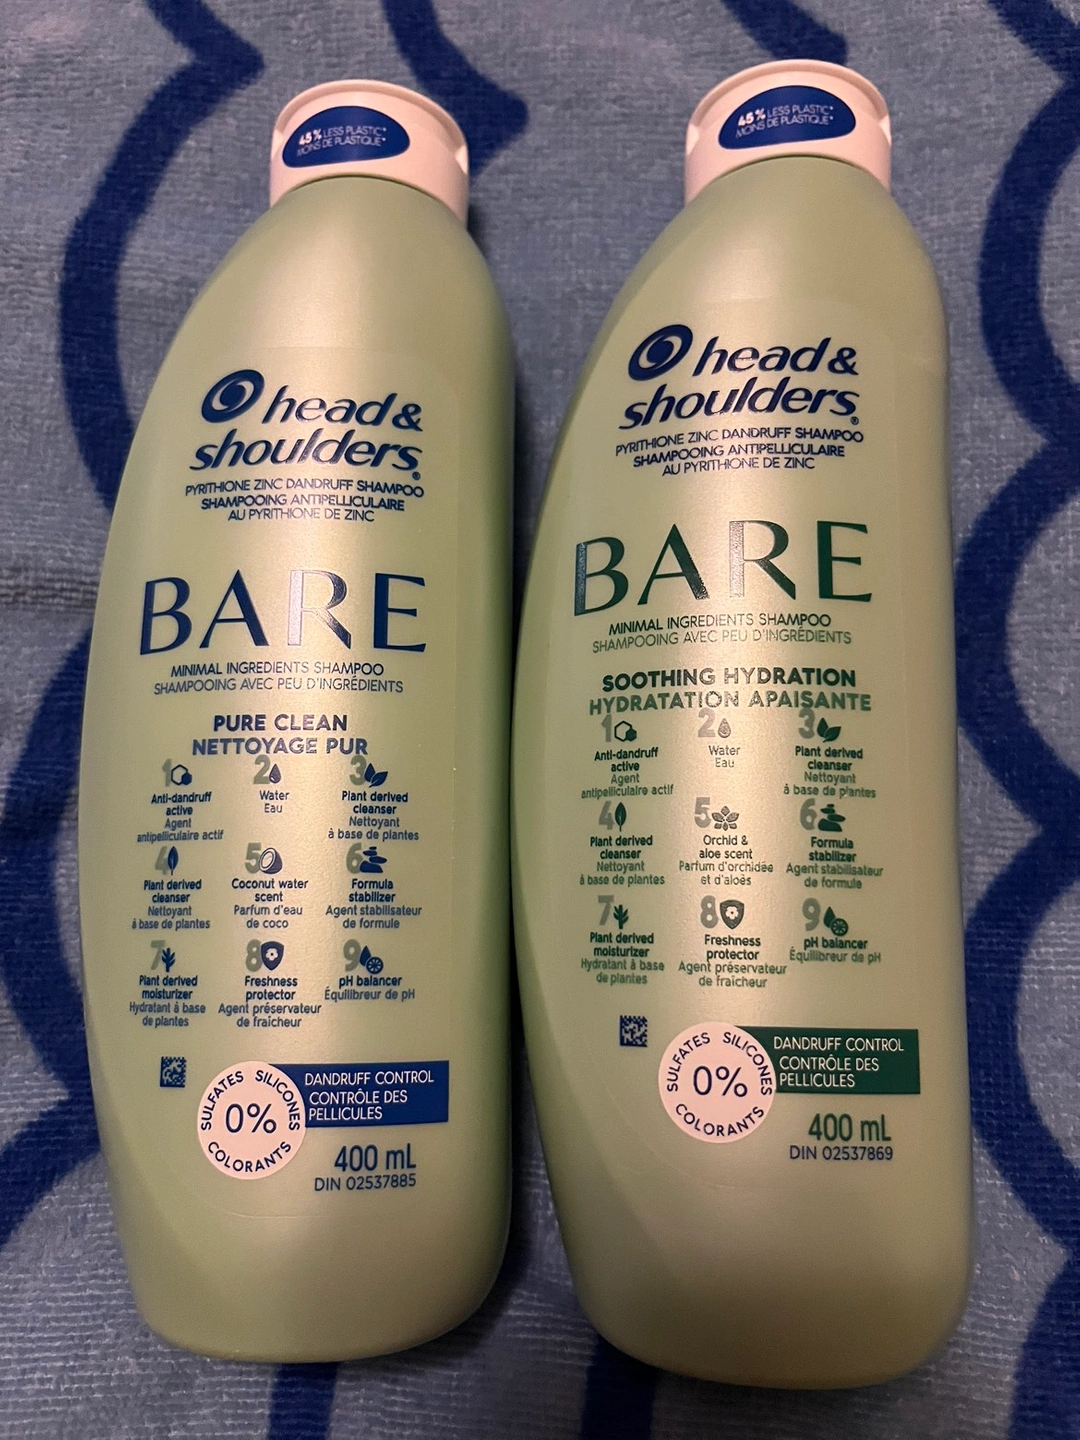 45% LESS PLASTIC*
MOINS DE PLASTIQUE*
head &
shoulders®
PYRITHIONE ZINC DANDRUFF SHAMPOO
SHAMPOOING ANTIPELLICULAIRE
AU PYRITHIONE DE ZINC
BARE
MINIMAL INGREDIENTS SHAMPOO
SHAMPOOING AVEC PEU D'INGRÉDIENTS
PURE CLEAN
NETTOYAGE PUR
1
Anti-dandruff
active
Agent
antipelliculaire actif
2
Water
Eau
3
Plant derived
cleanser
Nettoyant
à base de plantes
4
Plant derived
cleanser
Nettoyant
à base de plantes
5
Coconut water
scent
Parfum d'eau
de coco
6
Formula
stabilizer
Agent stabilisateur
de formule
7
Plant derived
moisturizer
Hydratant à base
de plantes
8
Freshness
protector
Agent préservateur
de fraîcheur
9
pH balancer
Équilibreur de pH
SULFATES SILICONES
0%
COLORANTS
DANDRUFF CONTROL
CONTRÔLE DES
PELLICULES
400 mL
DIN 02537885
45% LESS PLASTIC*
MOINS DE PLASTIQUE*
head &
shoulders®
PYRITHIONE ZINC DANDRUFF SHAMPOO
SHAMPOOING ANTIPELLICULAIRE
AU PYRITHIONE DE ZINC
BARE
MINIMAL INGREDIENTS SHAMPOO
SHAMPOOING AVEC PEU D'INGRÉDIENTS
SOOTHING HYDRATION
HYDRATATION APAISANTE
1
Anti-dandruff
active
Agent
antipelliculaire actif
2
Water
Eau
3
Plant derived
cleanser
Nettoyant
à base de plantes
4
Plant derived
cleanser
Nettoyant
à base de plantes
5
Orchid &
aloe scent
Parfum d'orchidée
et d'aloès
6
Formula
stabilizer
Agent stabilisateur
de formule
7
Plant derived
moisturizer
Hydratant à base
de plantes
8
Freshness
protector
Agent préservateur
de fraîcheur
9
pH balancer
Équilibreur de pH
SULFATES SILICONES
0%
COLORANTS
DANDRUFF CONTROL
CONTRÔLE DES
PELLICULES
400 mL
DIN 02537869